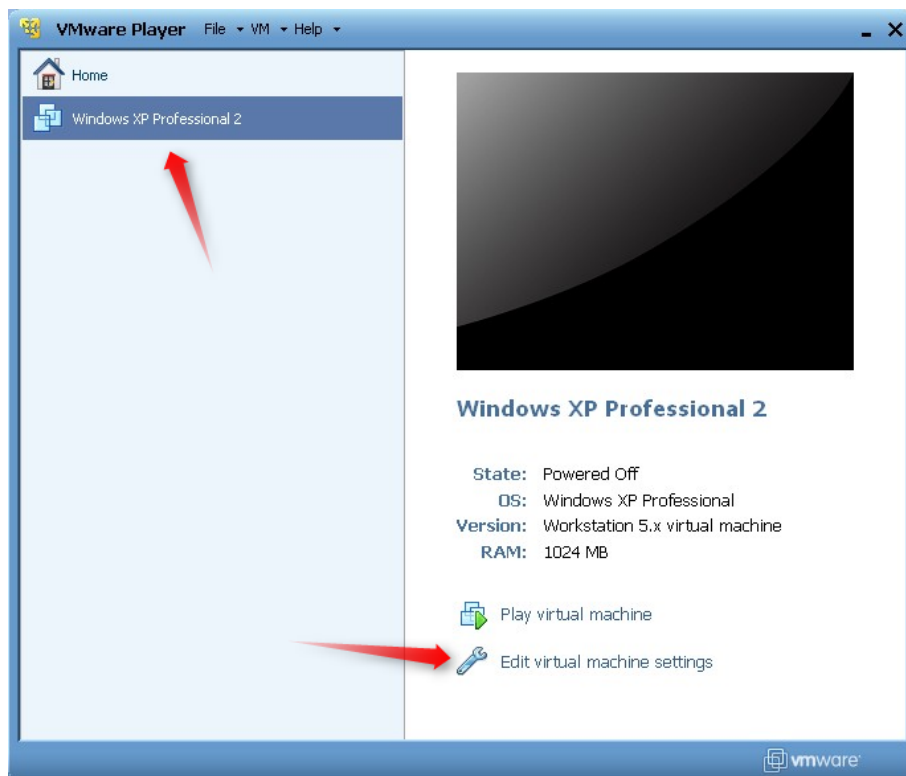 VMware Player File VM Help
Home
Windows XP Professional 2
Windows XP Professional 2
State: Powered Off
OS: Windows XP Professional
Version: Workstation 5.x virtual machine
RAM: 1024 MB
Play virtual machine
Edit virtual machine settings
vmware